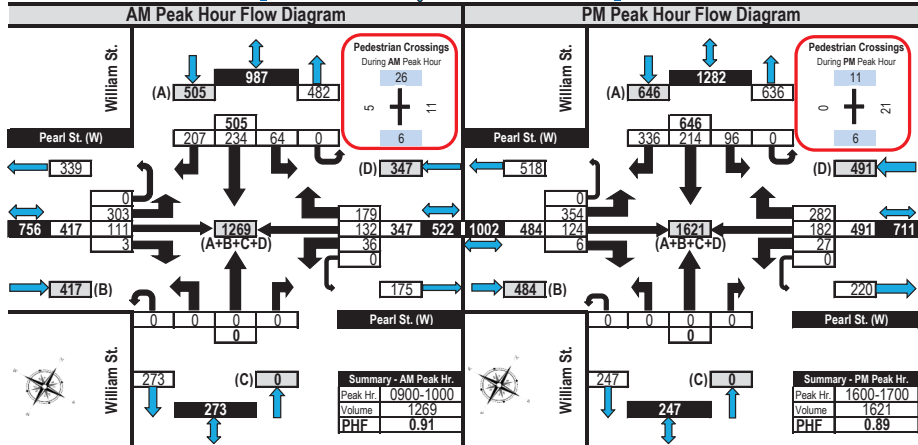 AM Peak Hour Flow Diagram
William St.
(A) 505
987
482
Pedestrian Crossings
During AM Peak Hour
26
5
11
6
505
207 234 64 0
Pearl St. (W)
339
(D) 347
0
303
756 417 111
3
1269
(A+B+C+D)
179
132 347 522
36
0
417 (B)
175
0 0 0 0
0
Pearl St. (W)
William St.
273
(C) 0
273
Summary - AM Peak Hr.
Peak Hr. 0900-1000
Volume 1269
PHF 0.91
PM Peak Hour Flow Diagram
William St.
(A) 646
1282
636
Pedestrian Crossings
During PM Peak Hour
11
0
21
6
646
336 214 96 0
Pearl St. (W)
518
(D) 491
0
354
1002 484 124
6
1621
(A+B+C+D)
282
182 491 711
27
0
484 (B)
220
0 0 0 0
0
Pearl St. (W)
William St.
247
(C) 0
247
Summary - PM Peak Hr.
Peak Hr. 1600-1700
Volume 1621
PHF 0.89